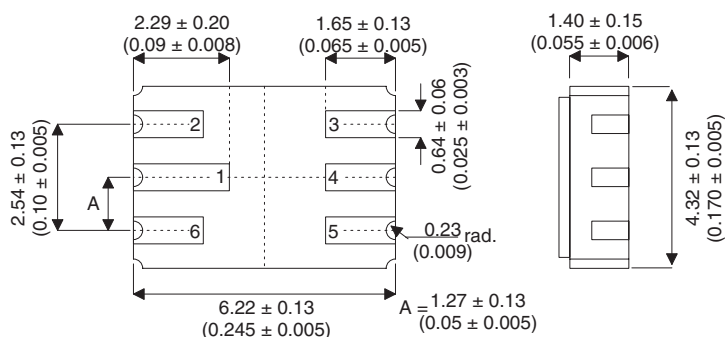 2.29 ± 0.20
(0.09 ± 0.008)
1.65 ± 0.13
(0.065 ± 0.005)
1.40 ± 0.15
(0.055 ± 0.006)
2
3
0.64 ± 0.06
(0.025 ± 0.003)
2.54 ± 0.13
(0.10 ± 0.005)
A
1
4
4.32 ± 0.13
(0.170 ± 0.005)
6
5
0.23 rad.
(0.009)
6.22 ± 0.13
(0.245 ± 0.005)
A = 1.27 ± 0.13
(0.05 ± 0.005)